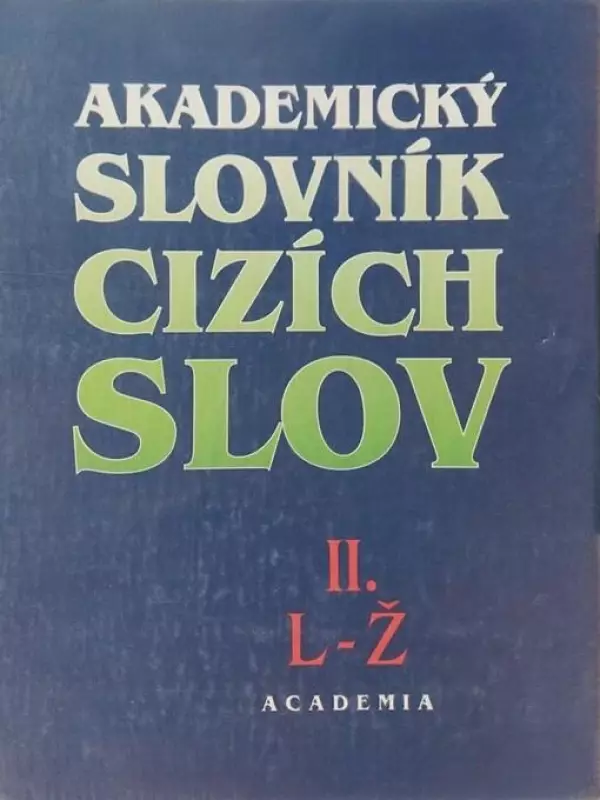 AKADEMICKÝ
SLOVNÍK
CIZÍCH
SLOV
II.
L-Ž
ACADEMIA